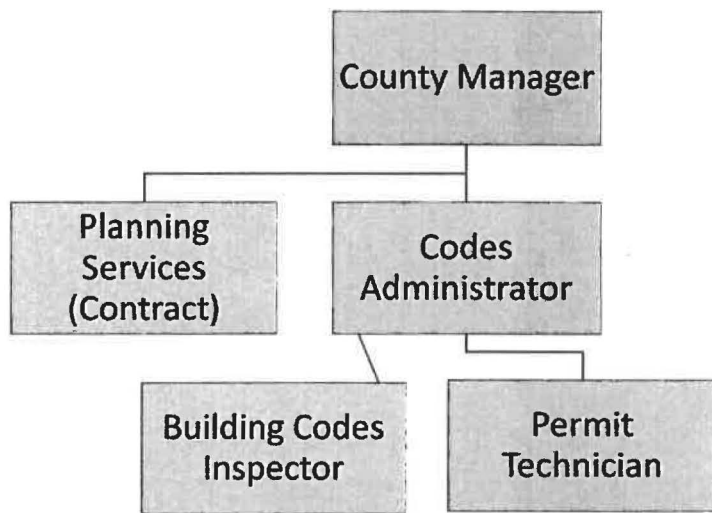 County Manager
Planning
Services
(Contract)
Codes
Administrator
Building Codes
Inspector
Permit
Technician